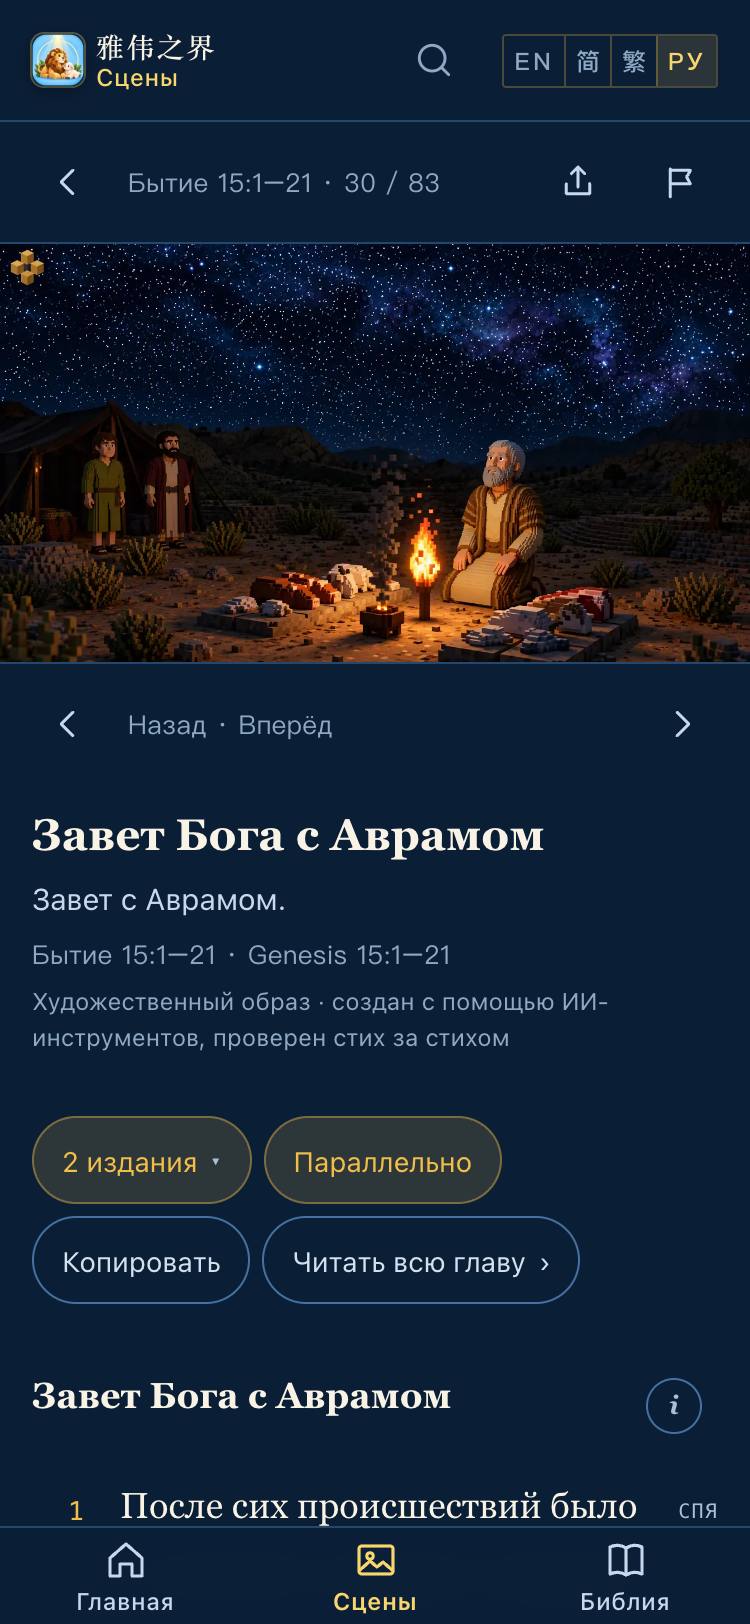 雅伟之界
Сцены
EN 简 繁 РУ
Бытие 15:1–21 · 30 / 83
Назад · Вперёд
Завет Бога с Аврамом
Завет с Аврамом.
Бытие 15:1–21 · Genesis 15:1–21
Художественный образ · создан с помощью ИИ-
инструментов, проверен стих за стихом
2 издания ▾ Параллельно
Копировать Читать всю главу ›
Завет Бога с Аврамом
i
1 После сих происшествий было СПЯ
Главная Сцены Библия